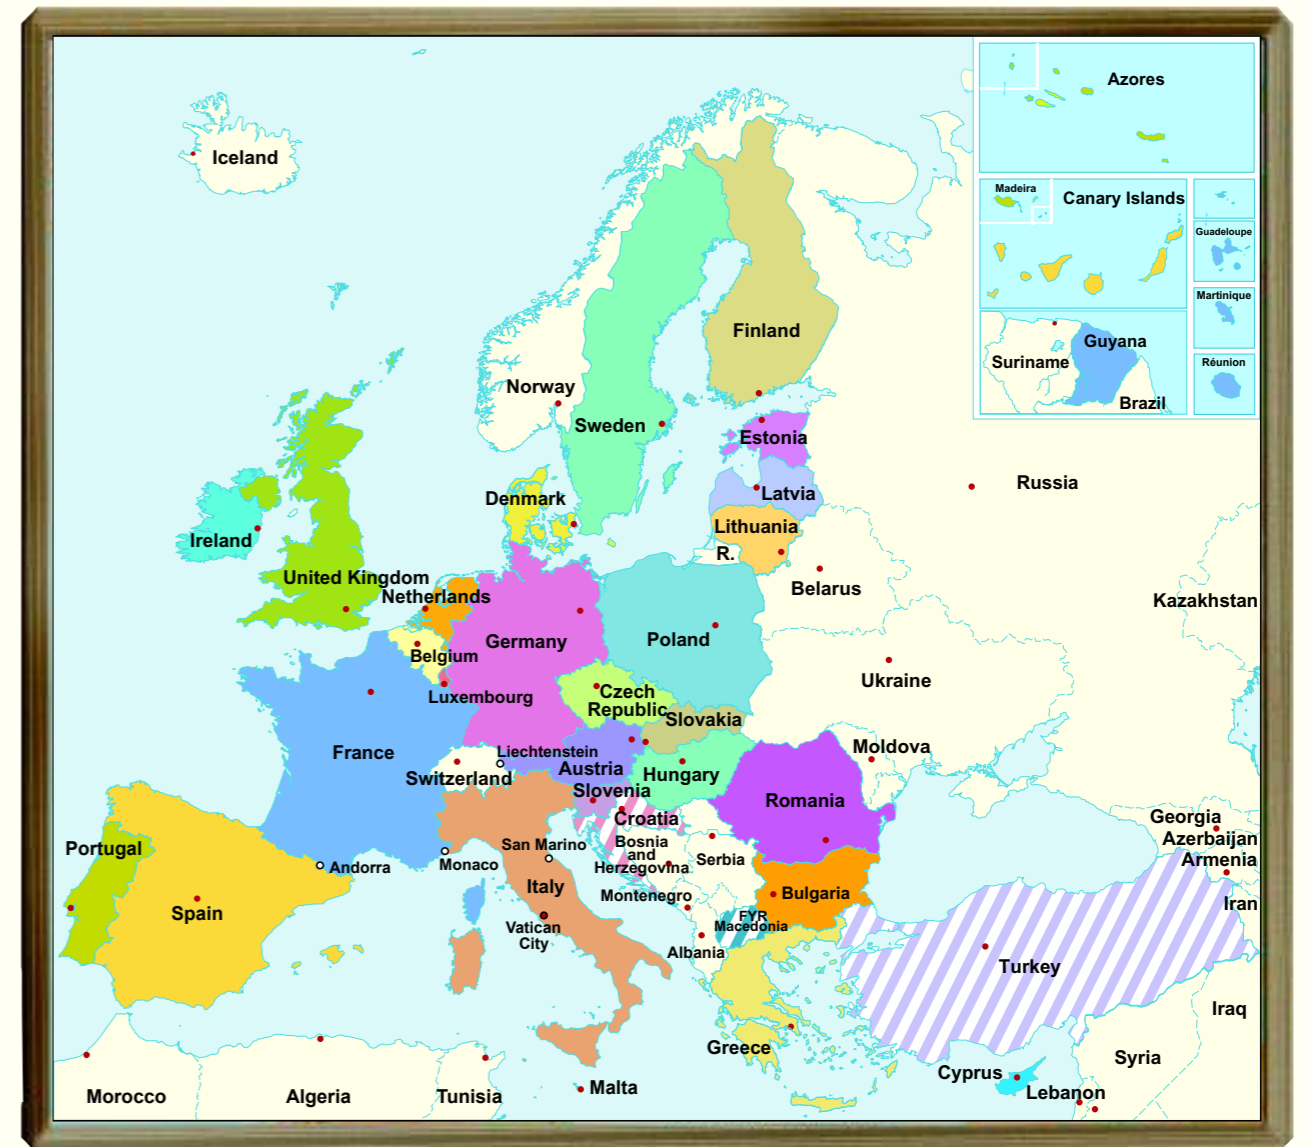 Azores
Iceland
Madeira
Canary Islands
Guadeloupe
Martinique
Finland
Guyana
Suriname
Réunion
Brazil
Norway
Sweden
Estonia
Russia
Denmark
Latvia
Lithuania
Ireland
R.
United Kingdom
Belarus
Netherlands
Kazakhstan
Germany
Poland
Belgium
Ukraine
Luxembourg
Czech
Republic
Slovakia
France
Liechtenstein
Moldova
Austria
Switzerland
Hungary
Slovenia
Romania
Croatia
Georgia
Azerbaijan
Portugal
San Marino
Bosnia
and
Herzegovina
Serbia
Armenia
Andorra
Monaco
Italy
Montenegro
Bulgaria
Iran
Spain
FYR
Macedonia
Vatican
City
Albania
Turkey
Iraq
Greece
Syria
Cyprus
Malta
Lebanon
Morocco
Algeria
Tunisia